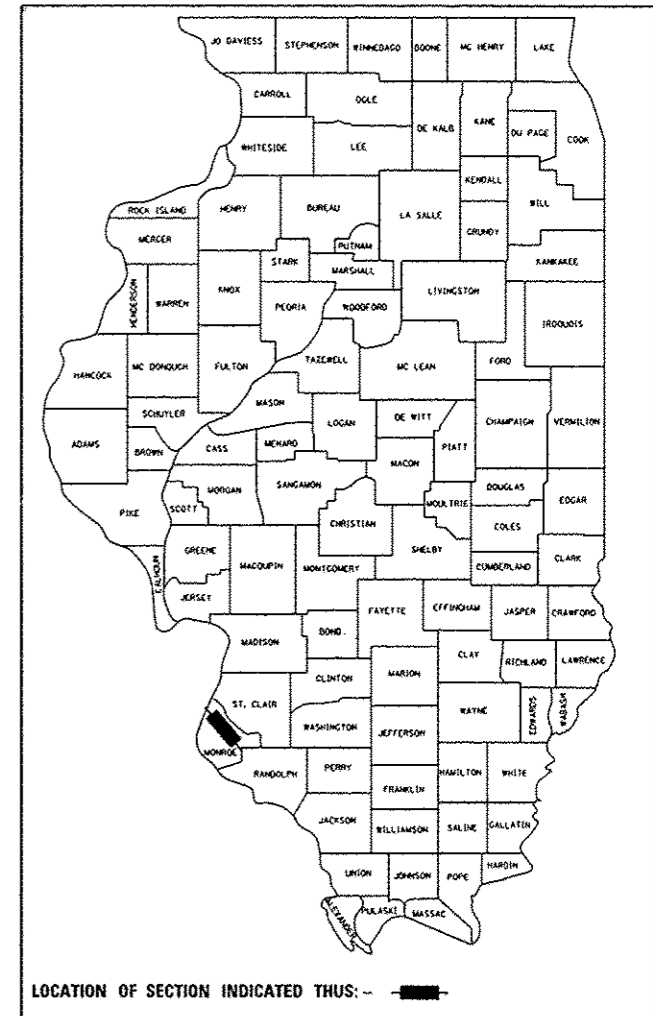 JO DAVIESS STEPHENSON WINNEBAGO BOONE MC HENRY LAKE
CARROLL OGLE DE KALB KANE DU PAGE COOK
WHITESIDE LEE KENDALL WILL
ROCK ISLAND HENRY BUREAU LA SALLE GRUNDY
MERCER STARK PUTNAM KANKAKEE
HENDERSON WARREN KNOX PEORIA MARSHALL WOODFORD LIVINGSTON IROQUOIS
HANCOCK MC DONOUGH FULTON TAZEWELL MC LEAN FORD
SCHUYLER MASON LOGAN DE WITT CHAMPAIGN VERMILION
ADAMS BROWN CASS MENARD MACON PIATT
PIKE SCOTT MORGAN SANGAMON CHRISTIAN MOULTRIE DOUGLAS EDGAR
COLES
CALHOUN GREENE MACOUPIN MONTGOMERY SHELBY CUMBERLAND CLARK
JERSEY FAYETTE EFFINGHAM JASPER CRAWFORD
MADISON BOND CLAY RICHLAND LAWRENCE
CLINTON MARION
ST. CLAIR WASHINGTON JEFFERSON WAYNE EDWARDS WABASH
MONROE RANDOLPH PERRY HAMILTON WHITE
FRANKLIN
JACKSON WILLIAMSON SALINE GALLATIN
UNION JOHNSON POPE HARDIN
ALEXANDER PULASKI MASSAC
LOCATION OF SECTION INDICATED THUS: -